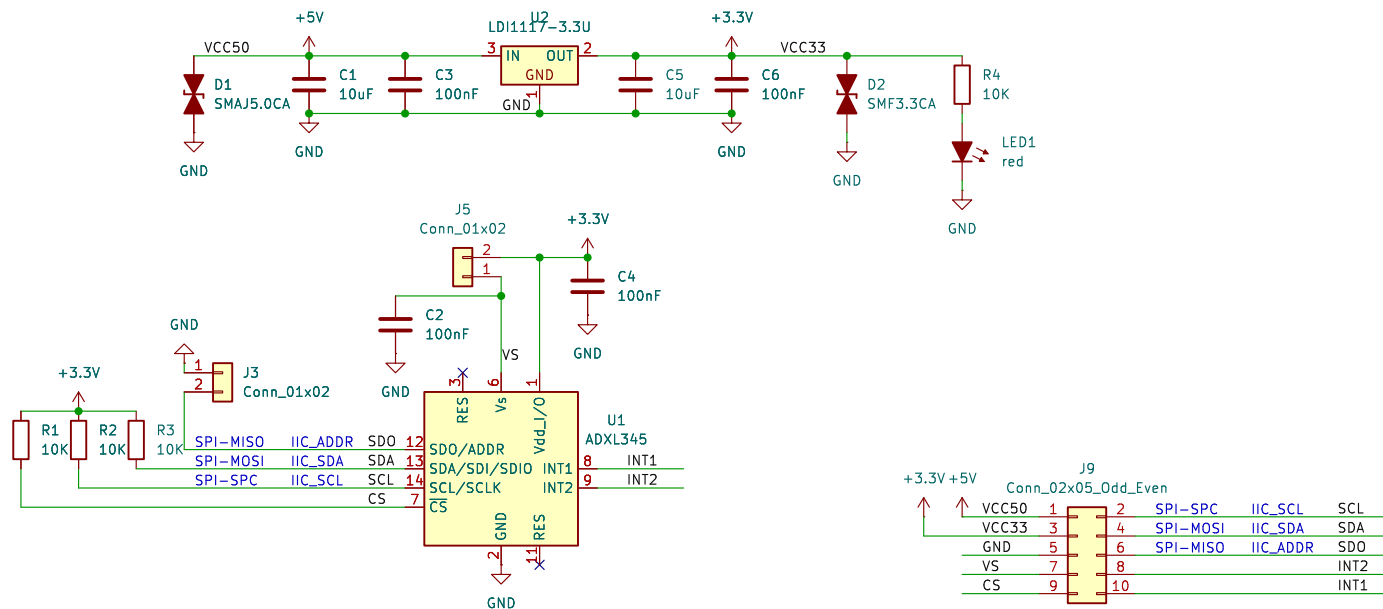 +5V
U2
LDI1117-3.3U
+3.3V
VCC50
3 IN OUT 2
VCC33
GND
1
GND
D1
SMAJ5.0CA
C1
10uF
C3
100nF
C5
10uF
C6
100nF
D2
SMF3.3CA
R4
10K
GND
GND
GND
GND
LED1
red
GND
J5
Conn_01x02
2
1
+3.3V
C4
100nF
GND
C2
100nF
GND
VS
GND
1
2
J3
Conn_01x02
+3.3V
R1
10K
R2
10K
R3
10K
3 6 1
RES Vs Vdd_I/O
U1
ADXL345
SPI-MISO IIC_ADDR SDO 12 SDO/ADDR
SPI-MOSI IIC_SDA SDA 13 SDA/SDI/SDIO INT1 8 INT1
SPI-SPC IIC_SCL SCL 14 SCL/SCLK INT2 9 INT2
CS 7 CS
GND RES
2 11
GND
J9
Conn_02x05_Odd_Even
+3.3V +5V
VCC50 1 2 SPI-SPC IIC_SCL SCL
VCC33 3 4 SPI-MOSI IIC_SDA SDA
GND 5 6 SPI-MISO IIC_ADDR SDO
VS 7 8 INT2
CS 9 10 INT1